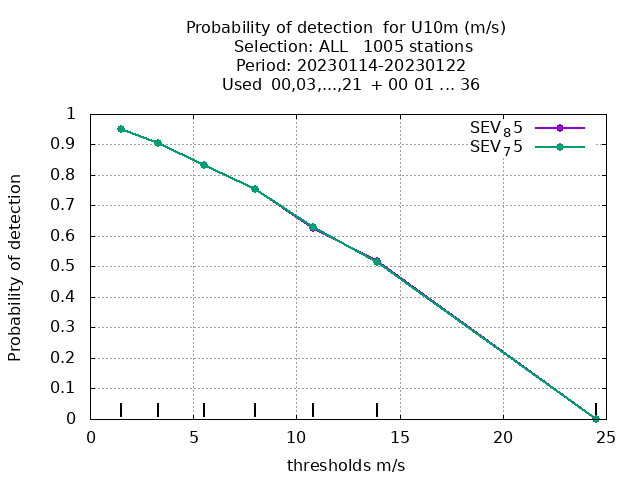 Probability of detection  for U10m (m/s)
Selection: ALL   1005 stations
Period: 20230114-20230122
Used  00,03,...,21  + 00 01 ... 36
SEV₈5
SEV₇5
Probability of detection
1
0.9
0.8
0.7
0.6
0.5
0.4
0.3
0.2
0.1
0
0 5 10 15 20 25
thresholds m/s